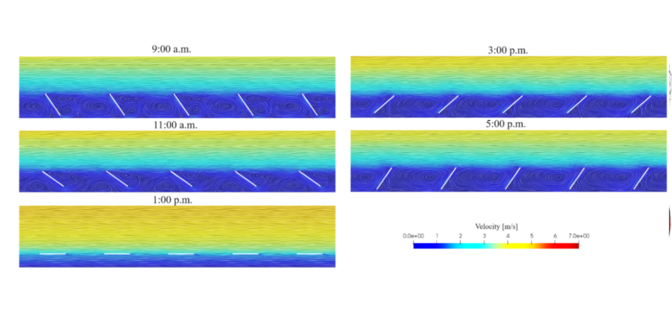 9:00 a.m.
3:00 p.m.
11:00 a.m.
5:00 p.m.
1:00 p.m.
Velocity [m/s]
0.0e+00 1 2 3 4 5 6 7.0e+00